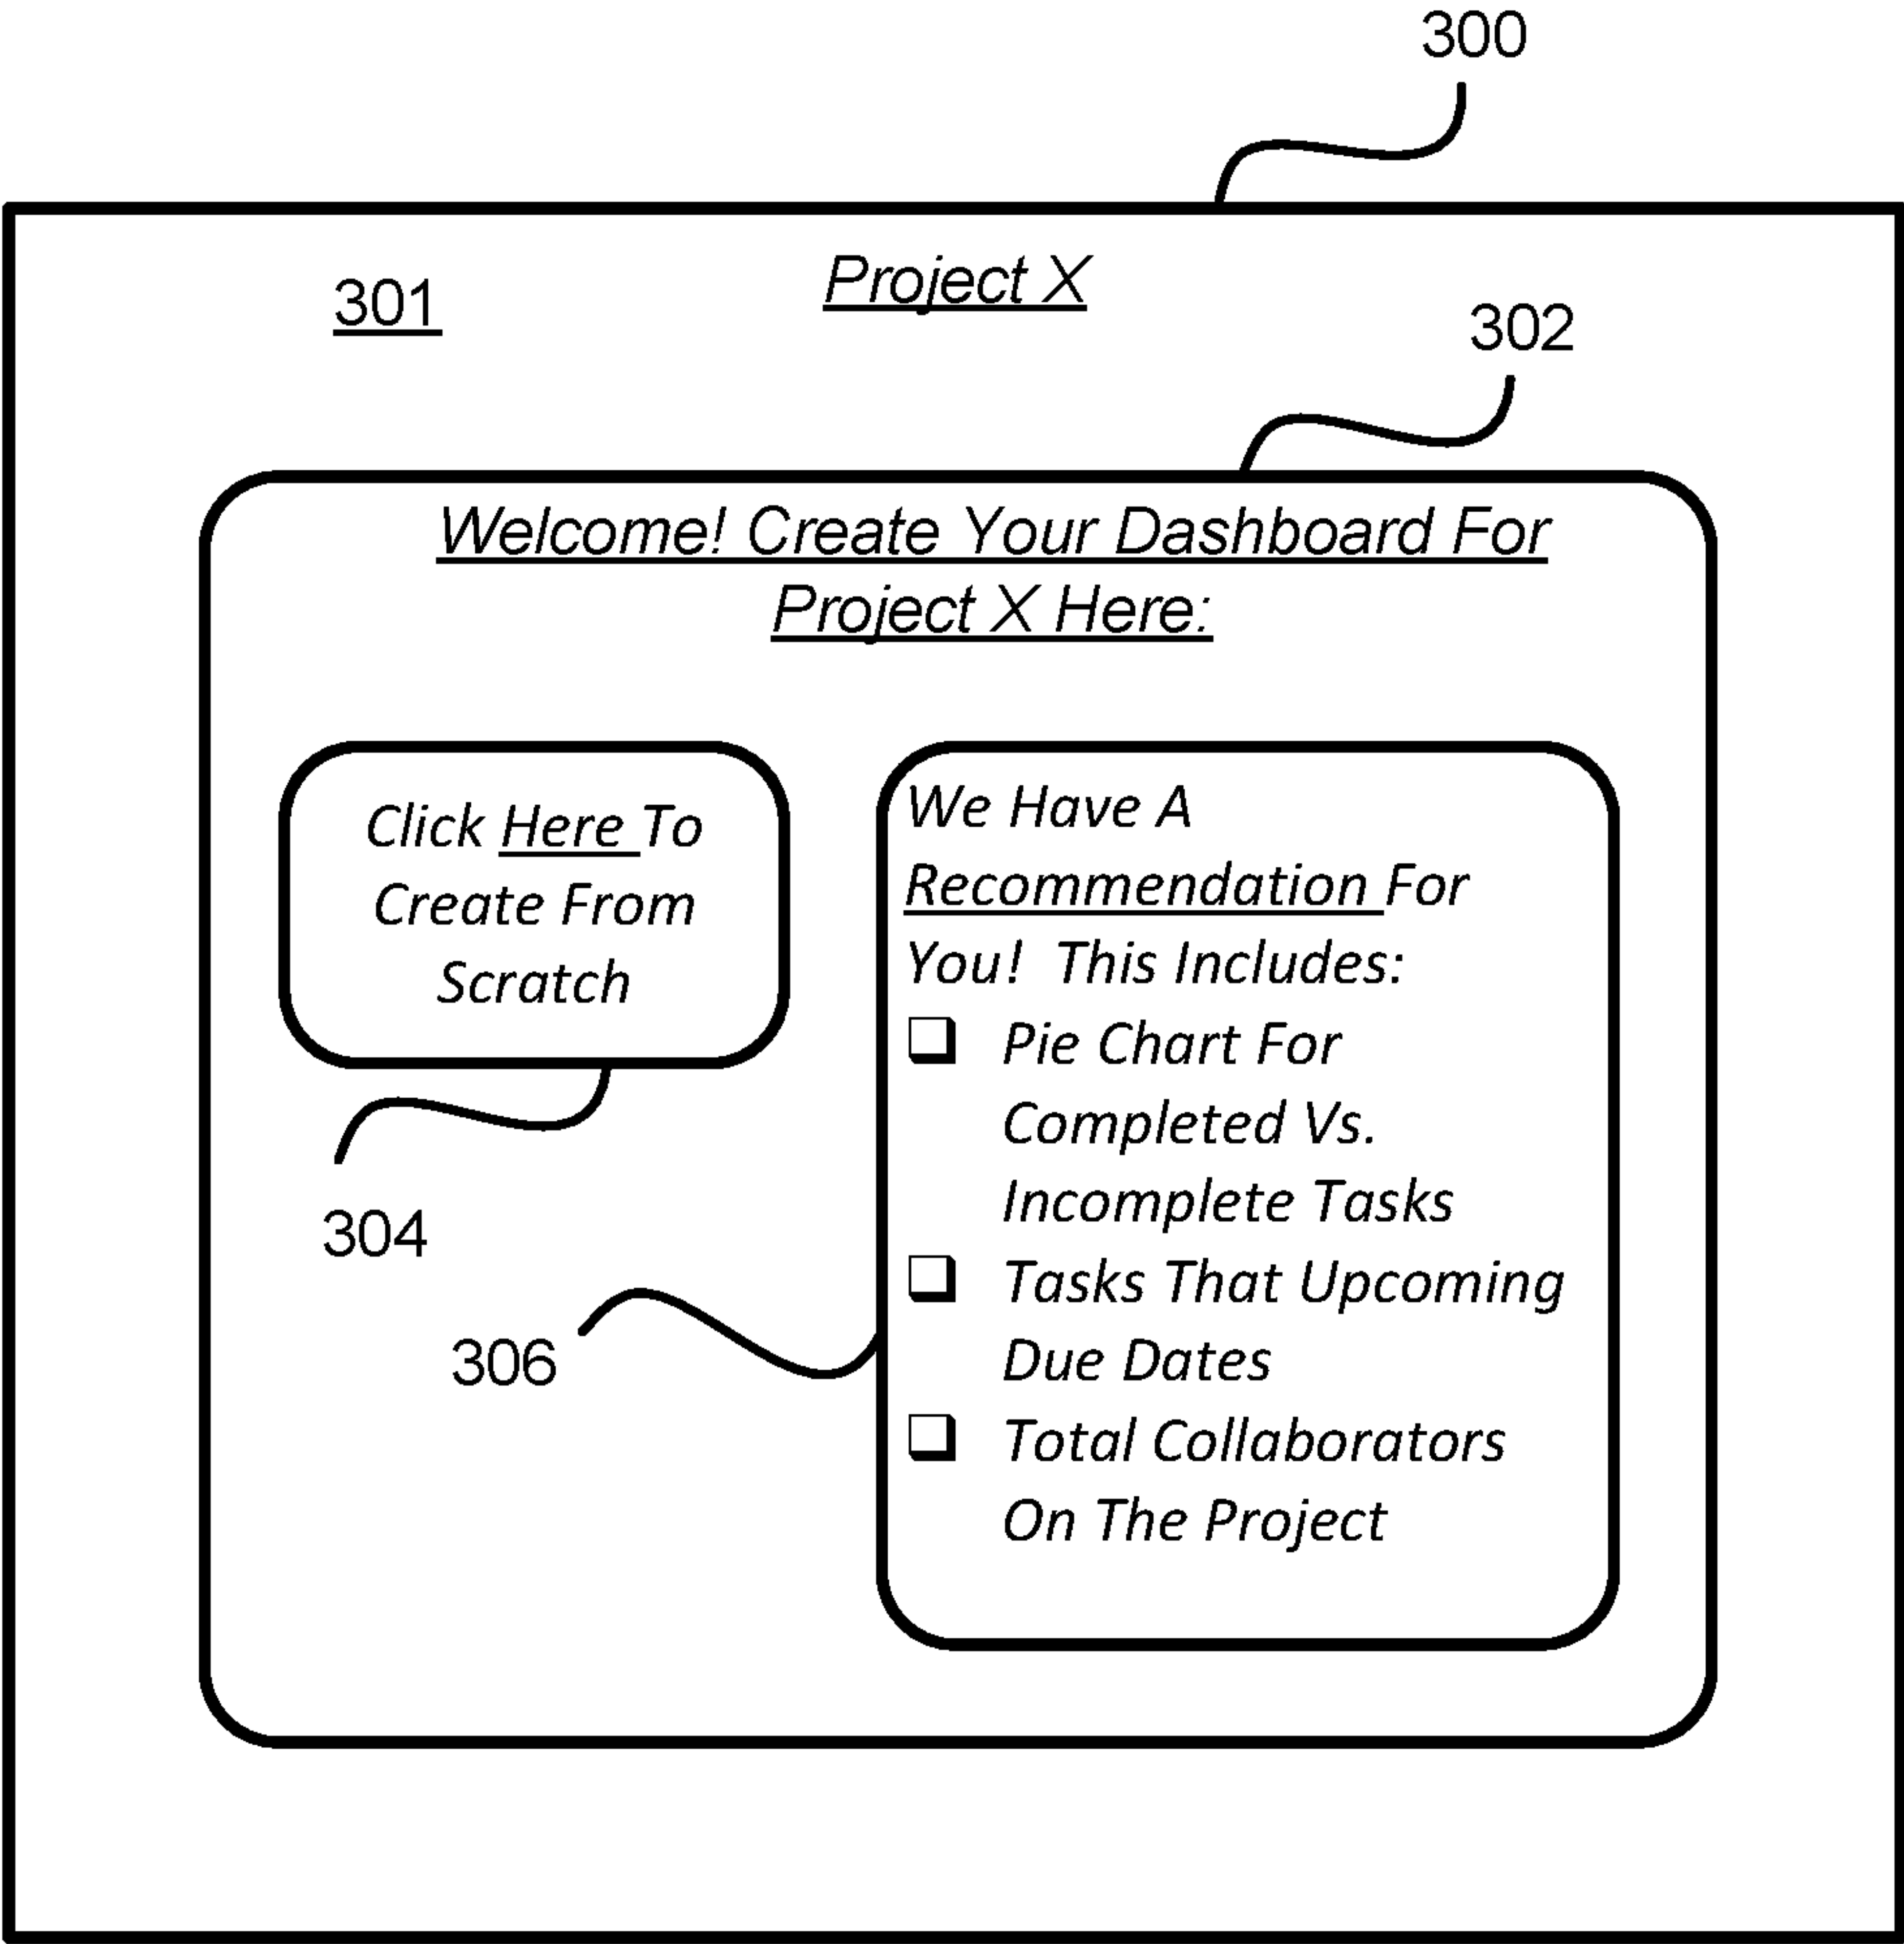 300
Project X
301
302
Welcome! Create Your Dashboard For
Project X Here:
Click Here To
Create From
Scratch
304
306
We Have A
Recommendation For
You! This Includes:
Pie Chart For
Completed Vs.
Incomplete Tasks
Tasks That Upcoming
Due Dates
Total Collaborators
On The Project